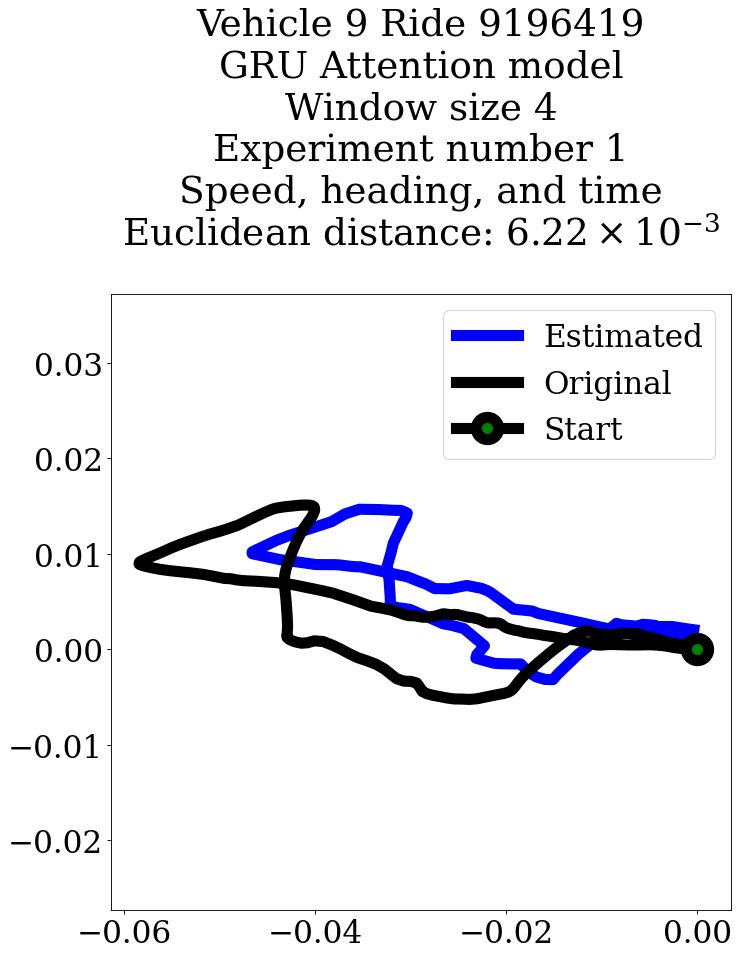 Vehicle 9 Ride 9196419
GRU Attention model
Window size 4
Experiment number 1
Speed, heading, and time
Euclidean distance: 6.22 × 10⁻³
Estimated
Original
Start
0.03
0.02
0.01
0.00
−0.01
−0.02
−0.06 −0.04 −0.02 0.00